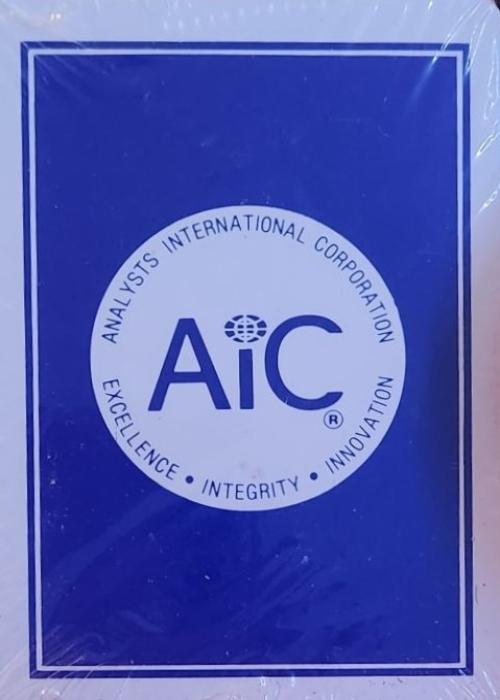 ANALYSTS INTERNATIONAL CORPORATION
AiC®
EXCELLENCE • INTEGRITY • INNOVATION